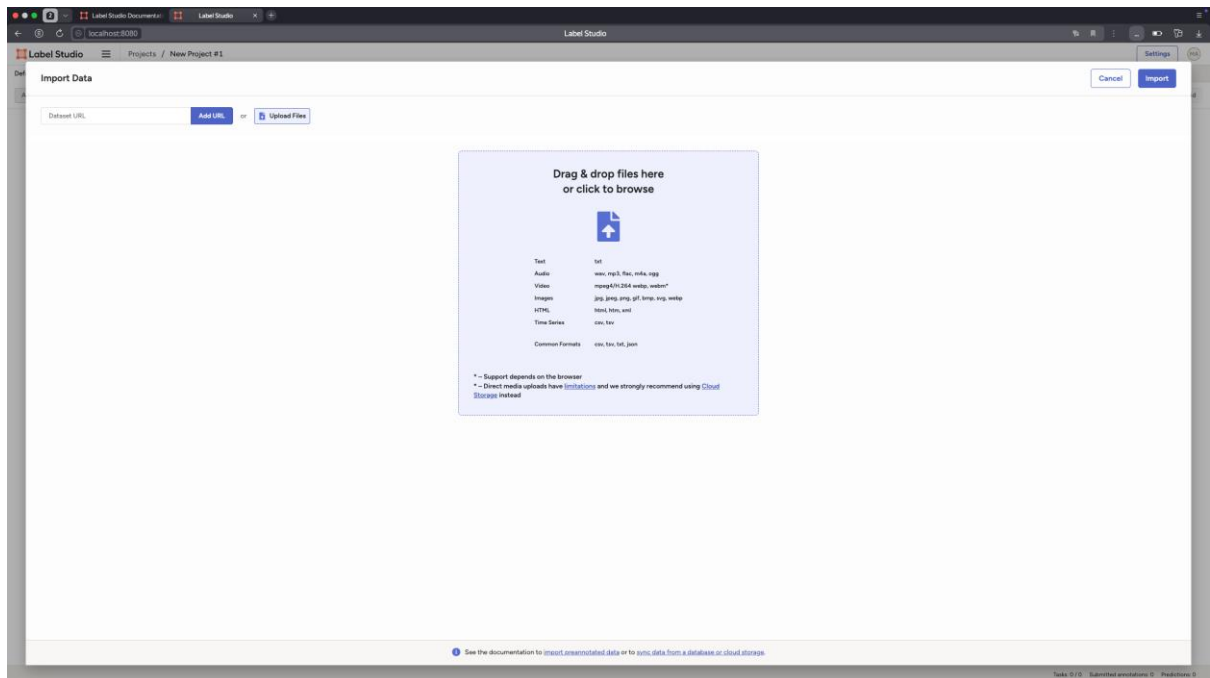 2
Label Studio Documentat
Label Studio
localhost:8080
Label Studio
Label Studio
Projects / New Project #1
Settings
MA
Def
Import Data
Cancel
Import
Dataset URL
Add URL
or
Upload Files
Drag & drop files here
or click to browse
Text txt
Audio wav, mp3, flac, m4a, ogg
Video mpeg4/H.264 webp, webm*
Images jpg, jpeg, png, gif, bmp, svg, webp
HTML html, htm, xml
Time Series csv, tsv
Common Formats csv, tsv, txt, json
* – Support depends on the browser
* – Direct media uploads have limitations and we strongly recommend using Cloud
Storage instead
See the documentation to import preannotated data or to sync data from a database or cloud storage.
Tasks: 0 / 0 Submitted annotations: 0 Predictions: 0